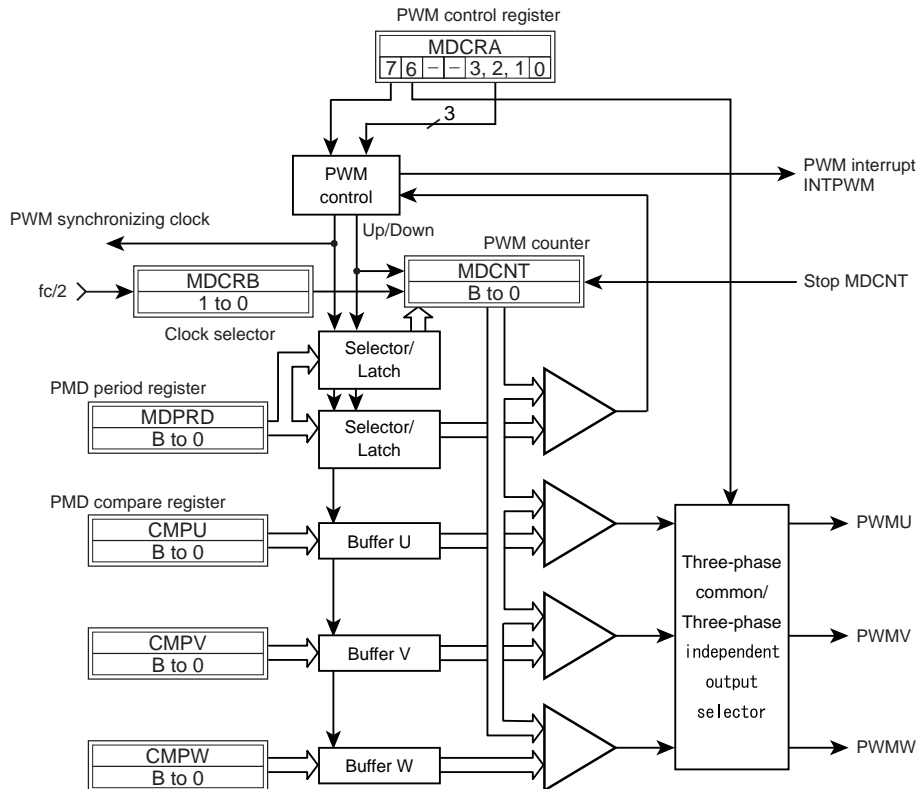 PWM control register
MDCRA
7 6 – – 3, 2, 1 0
3
PWM
control
PWM interrupt
INTPWM
PWM synchronizing clock
Up/Down
PWM counter
MDCNT
B to 0
Stop MDCNT
fc/2
MDCRB
1 to 0
Clock selector
Selector/
Latch
PMD period register
MDPRD
B to 0
Selector/
Latch
PMD compare register
CMPU
B to 0
Buffer U
PWMU
Three-phase
common/
Three-phase
independent
output
selector
CMPV
B to 0
Buffer V
PWMV
CMPW
B to 0
Buffer W
PWMW